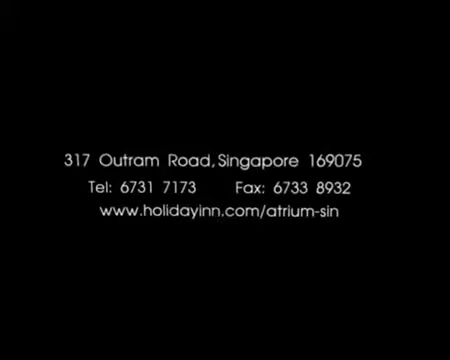 317 Outram Road, Singapore 169075
Tel: 6731 7173 Fax: 6733 8932
www.holidayinn.com/atrium-sin